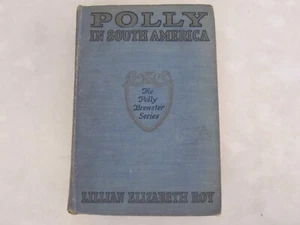 POLLY
IN SOUTH AMERICA
The
Polly
Brewster
Series
LILLIAN ELIZABETH ROY